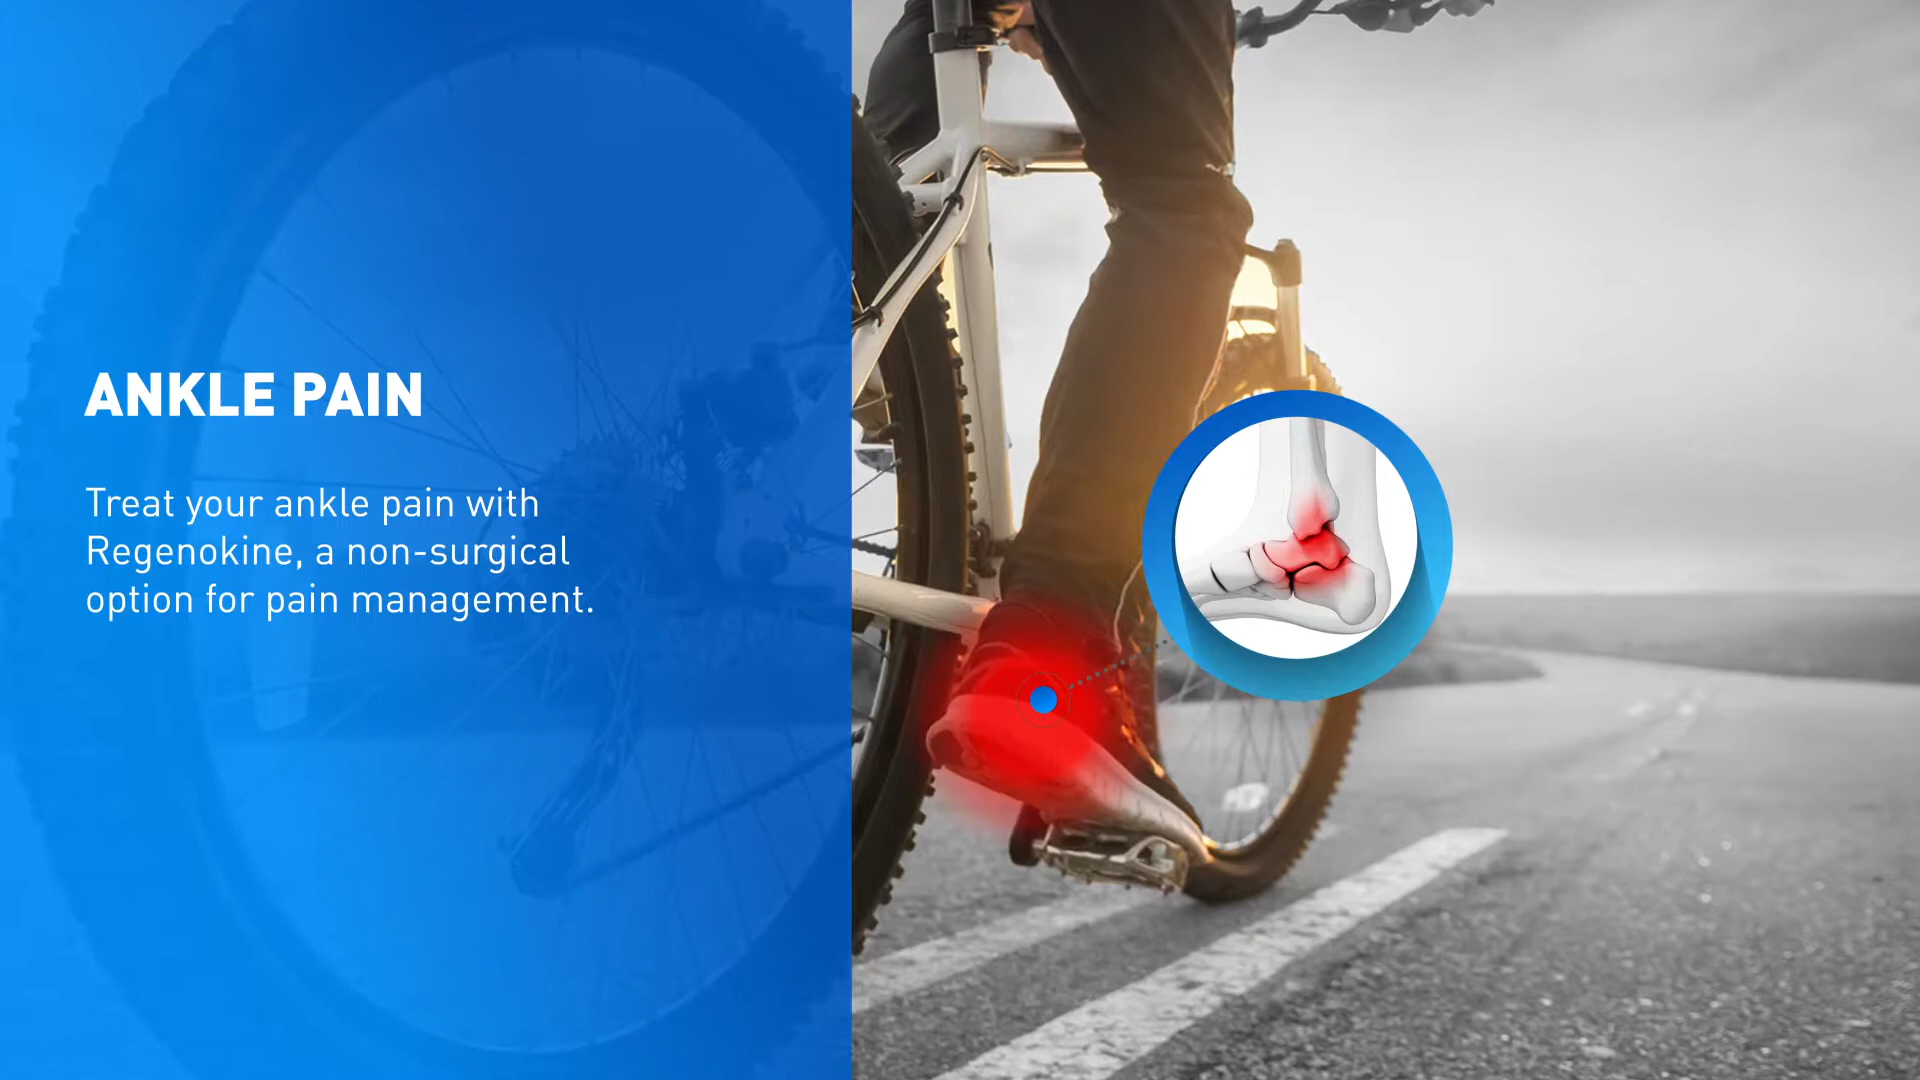 ANKLE PAIN
Treat your ankle pain with
Regenokine, a non-surgical
option for pain management.